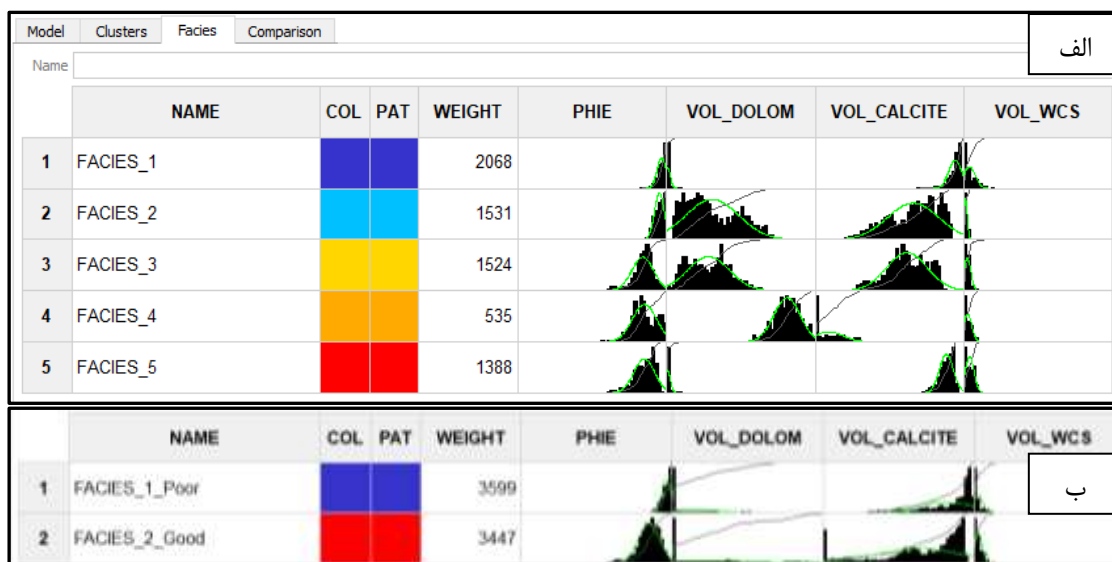 Model Clusters Facies Comparison
الف
Name
NAME COL PAT WEIGHT PHIE VOL_DOLOM VOL_CALCITE VOL_WCS
1 FACIES_1 2068
2 FACIES_2 1531
3 FACIES_3 1524
4 FACIES_4 535
5 FACIES_5 1388
NAME COL PAT WEIGHT PHIE VOL_DOLOM VOL_CALCITE VOL_WCS
ب
1 FACIES_1_Poor 3599
2 FACIES_2_Good 3447